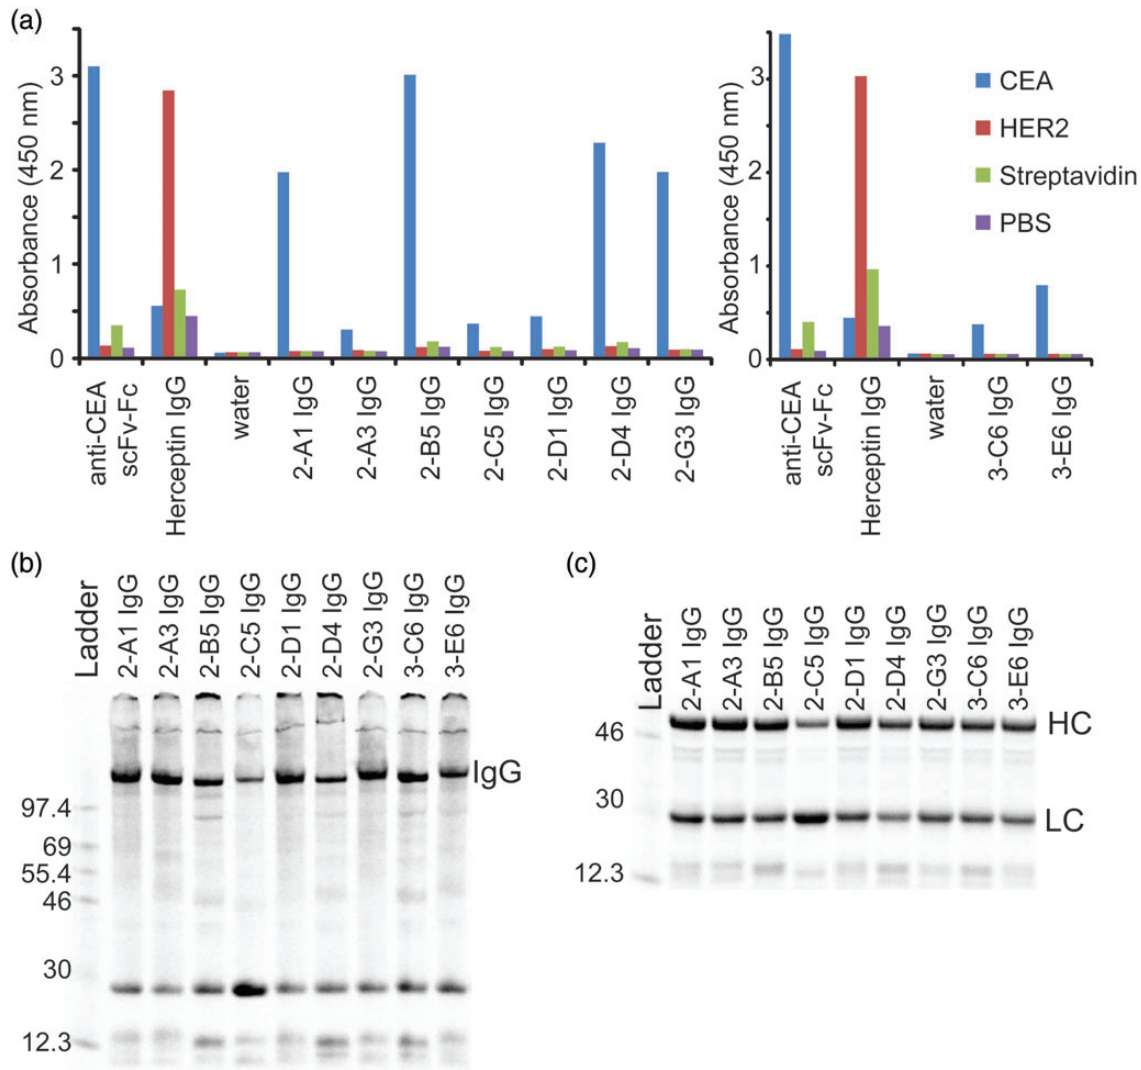 (a)
Absorbance (450 nm)
3
2
1
0
anti-CEA
scFv-Fc
Herceptin IgG
water
2-A1 IgG
2-A3 IgG
2-B5 IgG
2-C5 IgG
2-D1 IgG
2-D4 IgG
2-G3 IgG
Absorbance (450 nm)
3
2
1
0
anti-CEA
scFv-Fc
Herceptin IgG
water
3-C6 IgG
3-E6 IgG
CEA
HER2
Streptavidin
PBS
(b)
Ladder
2-A1 IgG
2-A3 IgG
2-B5 IgG
2-C5 IgG
2-D1 IgG
2-D4 IgG
2-G3 IgG
3-C6 IgG
3-E6 IgG
IgG
97.4
69
55.4
46
30
12.3
(c)
Ladder
2-A1 IgG
2-A3 IgG
2-B5 IgG
2-C5 IgG
2-D1 IgG
2-D4 IgG
2-G3 IgG
3-C6 IgG
3-E6 IgG
46
HC
30
LC
12.3